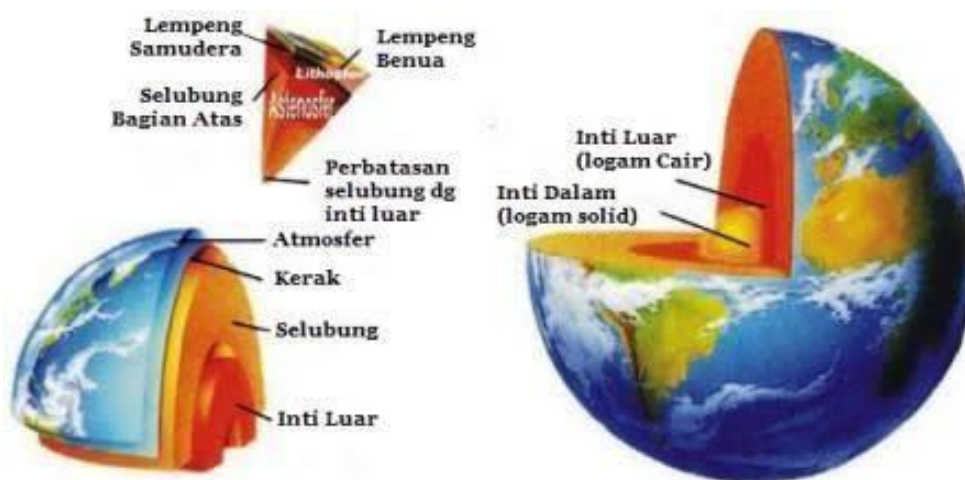 Lempeng
Samudera
Lempeng
Benua
Lithosfer
Selubung
Bagian Atas
Astenosfer
Perbatasan
selubung dg
inti luar
Atmosfer
Kerak
Selubung
Inti Luar
Inti Luar
(logam Cair)
Inti Dalam
(logam solid)